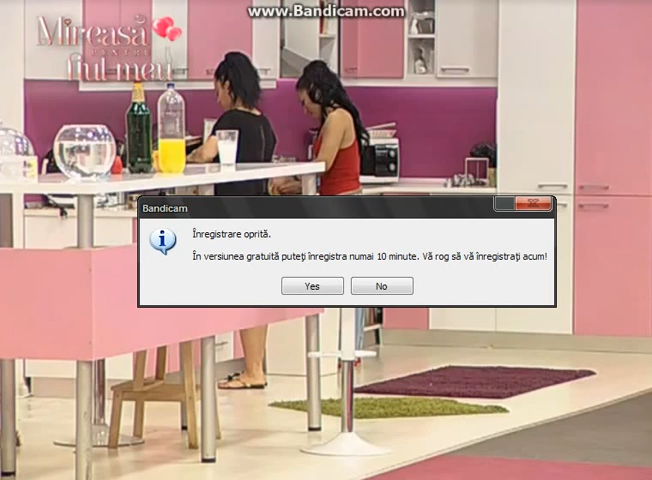 www.Bandicam.com
Mireasă
PENTRU
fiul meu
Bandicam
Înregistrare oprită.
În versiunea gratuită puteți înregistra numai 10 minute. Vă rog să vă înregistrați acum!
Yes
No